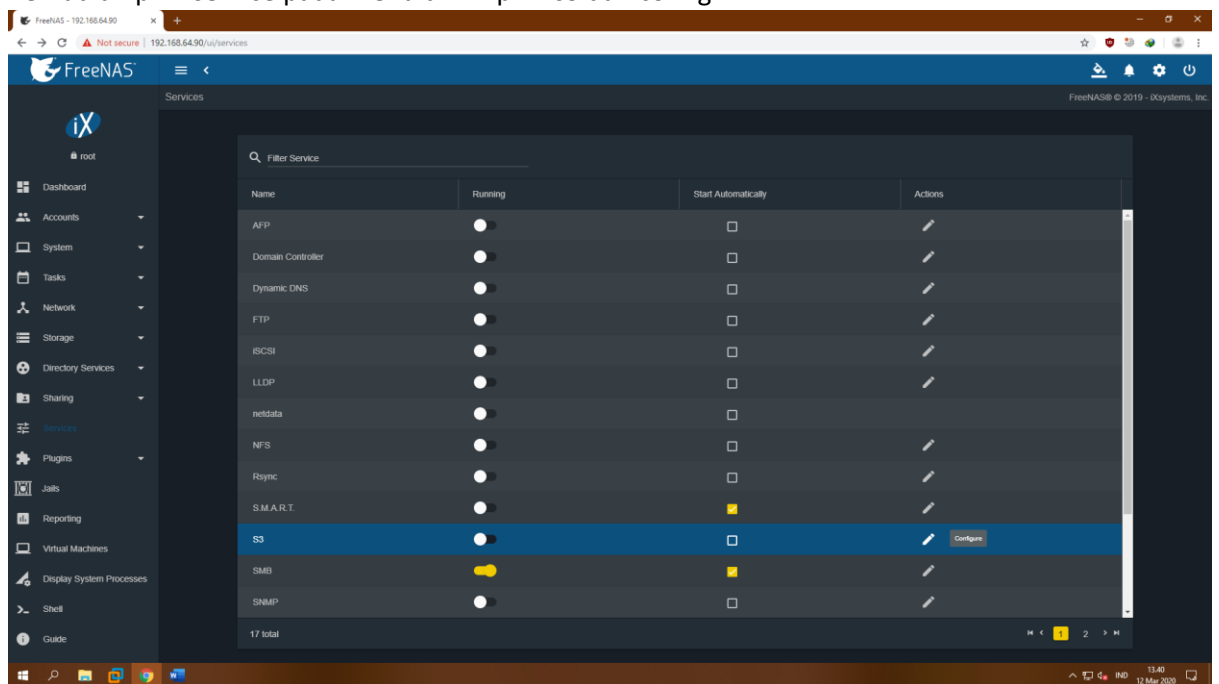 FreeNAS - 192.168.64.90
Not secure | 192.168.64.90/ui/services
FreeNAS
Services
FreeNAS® © 2019 - iXsystems, Inc.
iX
root
Filter Service
Dashboard
Name Running Start Automatically Actions
Accounts
AFP
System
Domain Controller
Tasks
Dynamic DNS
Network
FTP
Storage
iSCSI
Directory Services
LLDP
Sharing
netdata
Services
NFS
Plugins
Rsync
Jails
S.M.A.R.T.
Reporting
S3 Configure
Virtual Machines
SMB
Display System Processes
SNMP
Shell
17 total 1 2
Guide
IND
13.40
12 Mar 2020